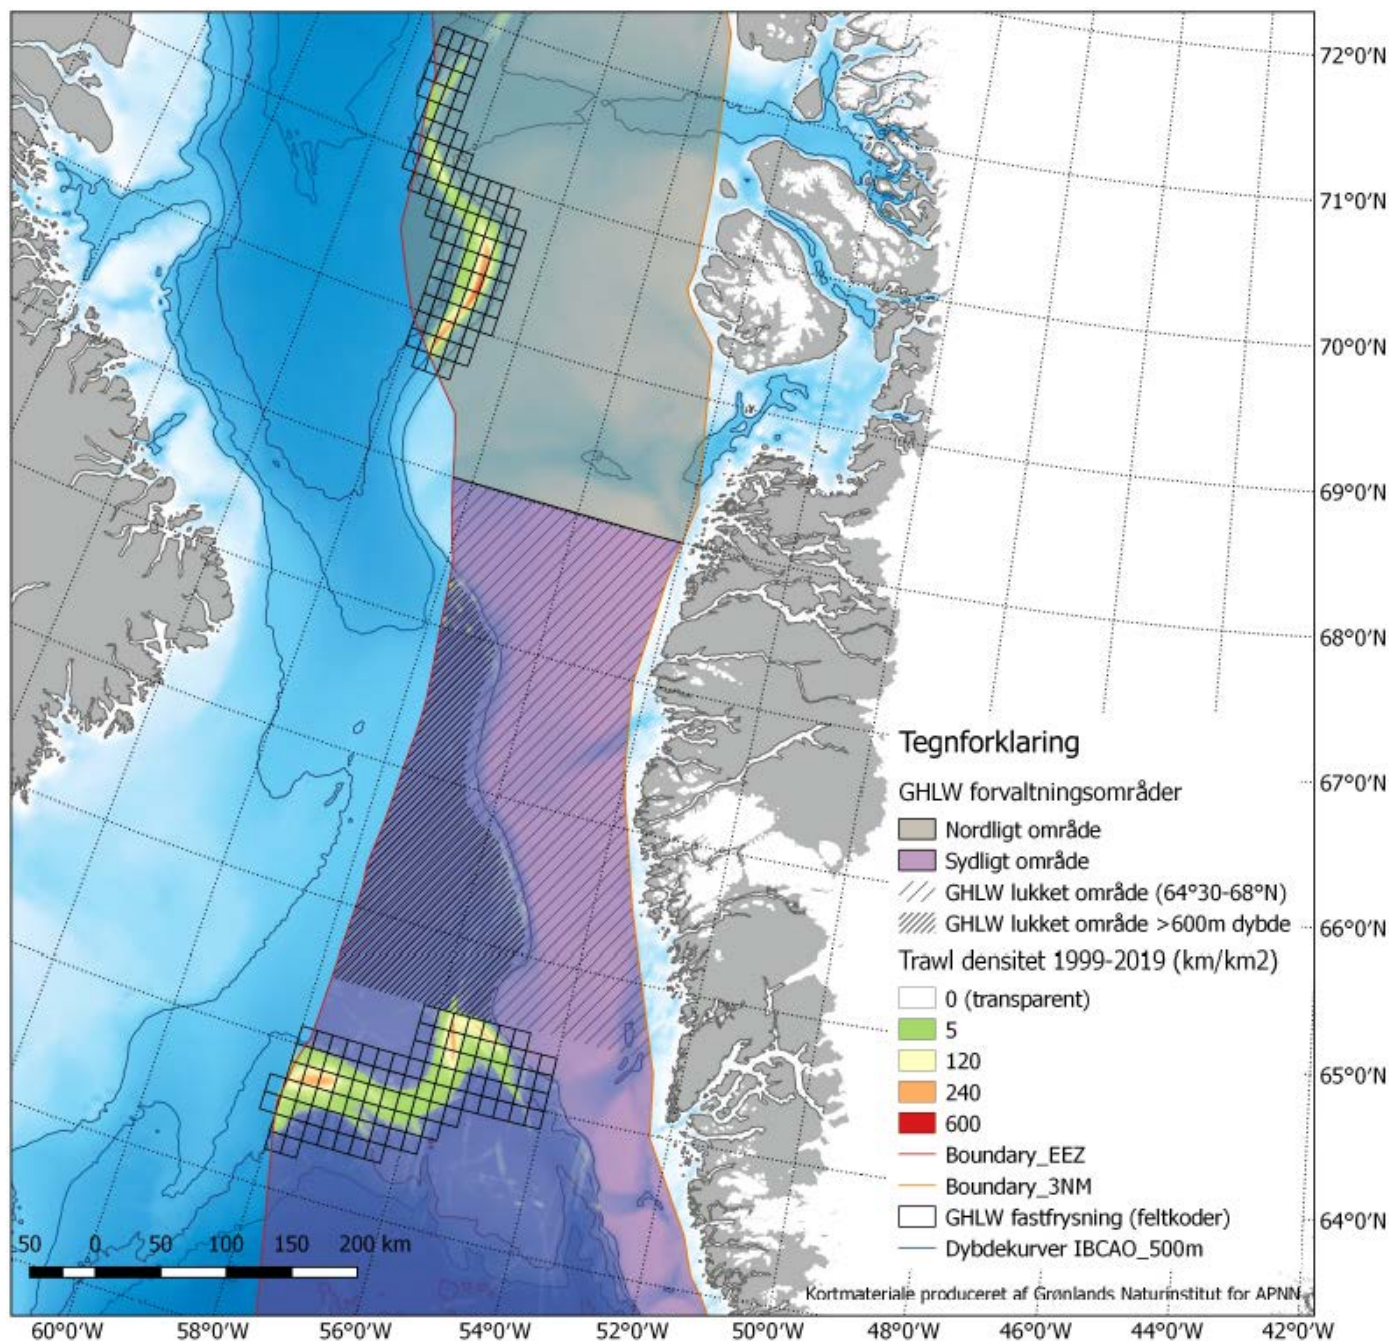 72°0'N
71°0'N
70°0'N
69°0'N
68°0'N
67°0'N
66°0'N
65°0'N
64°0'N
Tegnforklaring
GHLW forvaltningsområder
Nordligt område
Sydligt område
GHLW lukket område (64°30-68°N)
GHLW lukket område >600m dybde
Trawl densitet 1999-2019 (km/km2)
0 (transparent)
5
120
240
600
Boundary_EEZ
Boundary_3NM
GHLW fastfrysning (feltkoder)
Dybdekurver IBCAO_500m
50 0 50 100 150 200 km
Kortmateriale produceret af Grønlands Naturinstitut for APNN
60°0'W 58°0'W 56°0'W 54°0'W 52°0'W 50°0'W 48°0'W 46°0'W 44°0'W 42°0'W